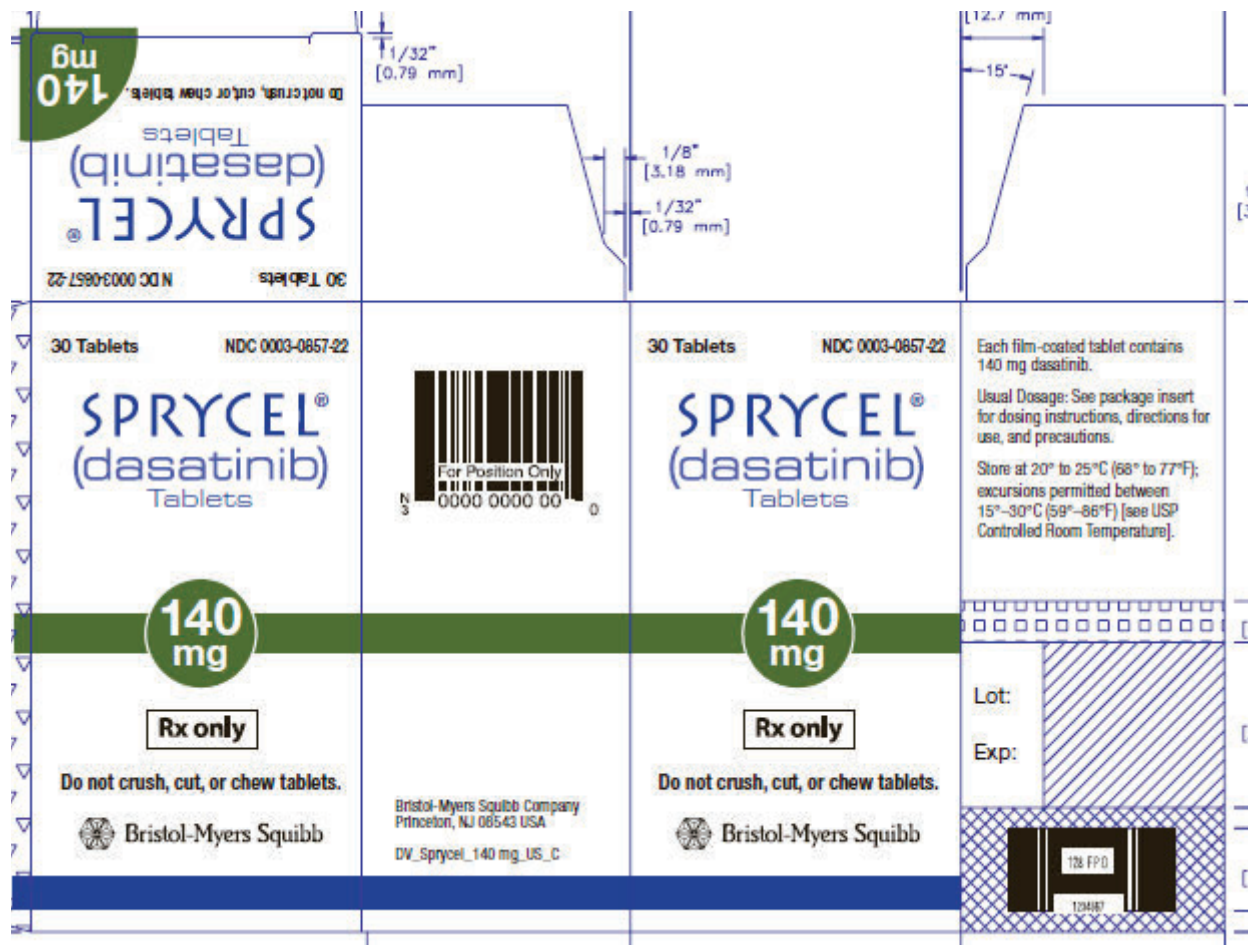 [12.7 mm]
140
mg
Do not crush, cut, or chew tablets.
1/32"
[0.79 mm]
15°
SPRYCEL®
(dasatinib)
Tablets
1/8"
[3.18 mm]
1/32"
[0.79 mm]
30 Tablets NDC 0003-0857-22
30 Tablets NDC 0003-0857-22
SPRYCEL®
(dasatinib)
Tablets
140
mg
Rx only
Do not crush, cut, or chew tablets.
Bristol-Myers Squibb
For Position Only
N
3 0000 0000 00 0
Bristol-Myers Squibb Company
Princeton, NJ 08543 USA
DV_Sprycel_140 mg_US_C
30 Tablets NDC 0003-0857-22
SPRYCEL®
(dasatinib)
Tablets
140
mg
Rx only
Do not crush, cut, or chew tablets.
Bristol-Myers Squibb
Each film-coated tablet contains
140 mg dasatinib.
Usual Dosage: See package insert
for dosing instructions, directions for
use, and precautions.
Store at 20° to 25°C (68° to 77°F);
excursions permitted between
15°–30°C (59°–86°F) [see USP
Controlled Room Temperature].
Lot:
Exp:
128 FPO